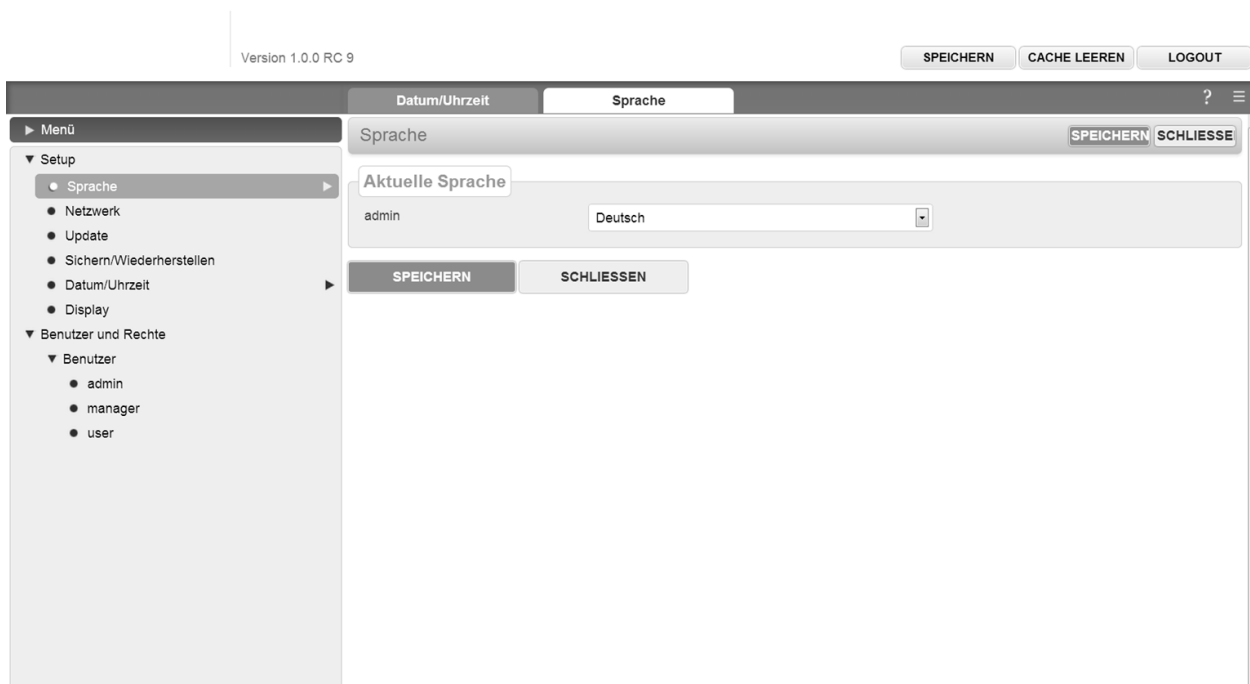 Version 1.0.0 RC 9
SPEICHERN CACHE LEEREN LOGOUT
Datum/Uhrzeit Sprache ? ☰
Menü
Sprache SPEICHERN SCHLIESSE
Setup
Sprache
Netzwerk
Update
Sichern/Wiederherstellen
Datum/Uhrzeit
Display
Benutzer und Rechte
Benutzer
admin
manager
user
Aktuelle Sprache
admin Deutsch
SPEICHERN SCHLIESSEN